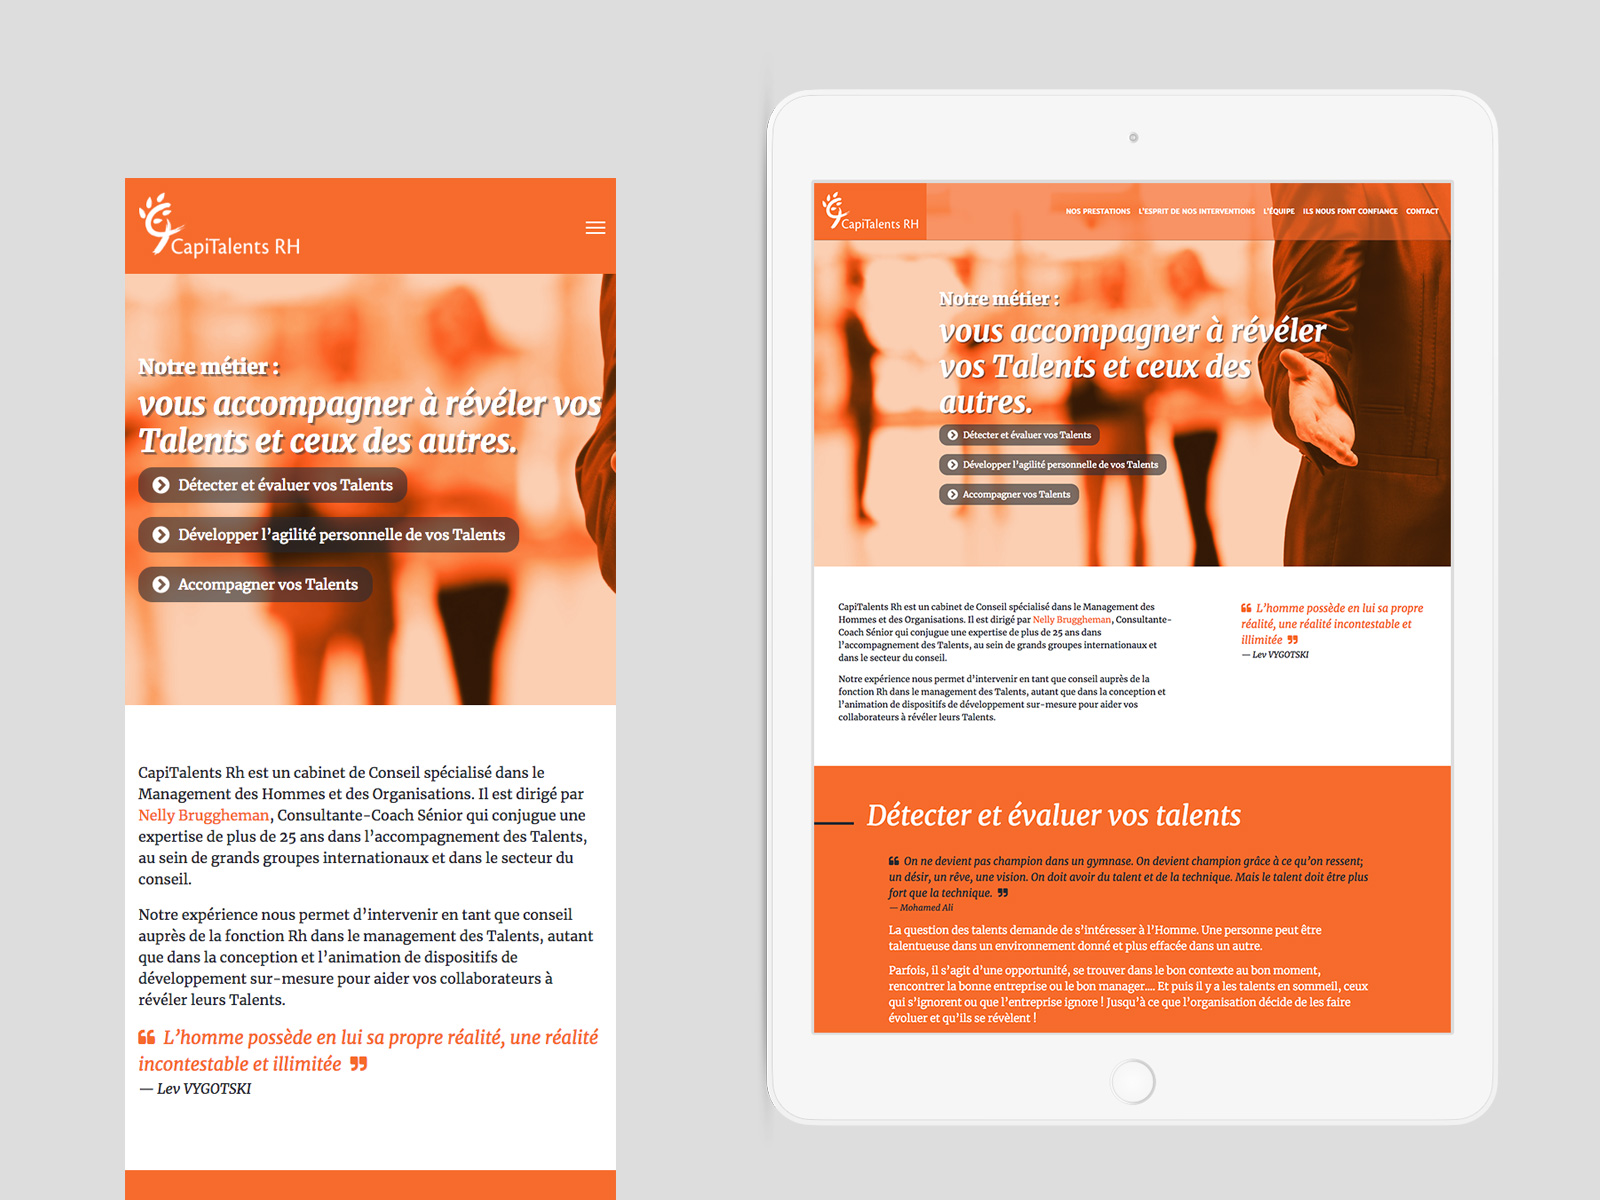 CapiTalents RH
Notre métier :
vous accompagner à révéler vos
Talents et ceux des autres.
Détecter et évaluer vos Talents
Développer l’agilité personnelle de vos Talents
Accompagner vos Talents
CapiTalents Rh est un cabinet de Conseil spécialisé dans le
Management des Hommes et des Organisations. Il est dirigé par
Nelly Bruggheman, Consultante-Coach Sénior qui conjugue une
expertise de plus de 25 ans dans l’accompagnement des Talents,
au sein de grands groupes internationaux et dans le secteur du
conseil.
Notre expérience nous permet d’intervenir en tant que conseil
auprès de la fonction Rh dans le management des Talents, autant
que dans la conception et l’animation de dispositifs de
développement sur-mesure pour aider vos collaborateurs à
révéler leurs Talents.
❝ L’homme possède en lui sa propre réalité, une réalité
incontestable et illimitée ❞
— Lev VYGOTSKI
CapiTalents RH
NOS PRESTATIONS L’ESPRIT DE NOS INTERVENTIONS L’ÉQUIPE ILS NOUS FONT CONFIANCE CONTACT
Notre métier :
vous accompagner à révéler
vos Talents et ceux des
autres.
Détecter et évaluer vos Talents
Développer l’agilité personnelle de vos Talents
Accompagner vos Talents
CapiTalents Rh est un cabinet de Conseil spécialisé dans le Management des
Hommes et des Organisations. Il est dirigé par Nelly Bruggheman, Consultante-
Coach Sénior qui conjugue une expertise de plus de 25 ans dans
l’accompagnement des Talents, au sein de grands groupes internationaux et
dans le secteur du conseil.
Notre expérience nous permet d’intervenir en tant que conseil auprès de la
fonction Rh dans le management des Talents, autant que dans la conception et
l’animation de dispositifs de développement sur-mesure pour aider vos
collaborateurs à révéler leurs Talents.
❝ L’homme possède en lui sa propre
réalité, une réalité incontestable et
illimitée ❞
— Lev VYGOTSKI
Détecter et évaluer vos talents
❝ On ne devient pas champion dans un gymnase. On devient champion grâce à ce qu’on ressent;
un désir, un rêve, une vision. On doit avoir du talent et de la technique. Mais le talent doit être plus
fort que la technique. ❞
— Mohamed Ali
La question des talents demande de s’intéresser à l’Homme. Une personne peut être
talentueuse dans un environnement donné et plus effacée dans un autre.
Parfois, il s’agit d’une opportunité, se trouver dans le bon contexte au bon moment,
rencontrer la bonne entreprise ou le bon manager.... Et puis il y a les talents en sommeil, ceux
qui s’ignorent ou que l’entreprise ignore ! Jusqu’à ce que l’organisation décide de les faire
évoluer et qu’ils se révèlent !